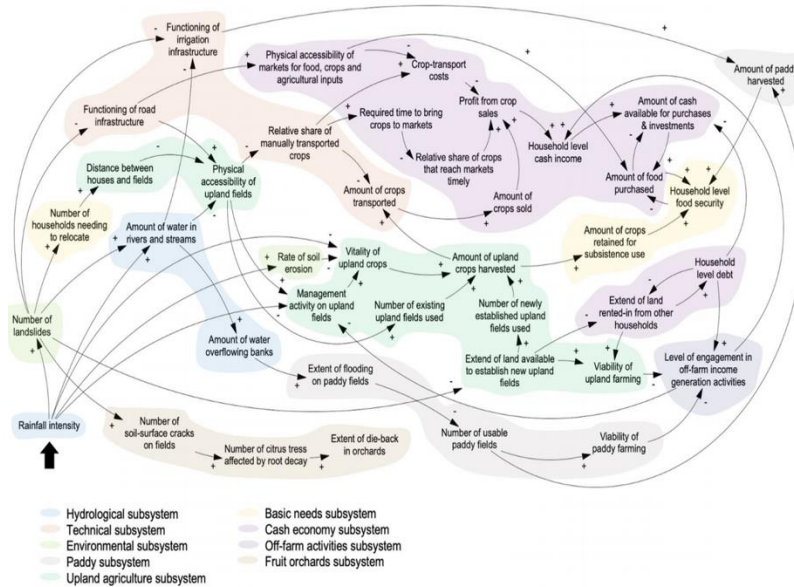 Functioning of
irrigation
infrastructure
Physical accessibility
of markets for food, crops and
agricultural inputs
Crop-transport
costs
Amount of paddy
harvested
Functioning of road
infrastructure
Required time to bring
crops to markets
Profit from crop
sales
Amount of cash
available for purchases
& investments
Relative share of
manually transported
crops
Household level
cash income
Distance between
houses and fields
Physical
accessibility of
upland fields
Relative share of crops
that reach markets
timely
Amount of food
purchased
Household level
food security
Amount of crops
transported
Amount of
crops sold
Number of
households needing
to relocate
Amount of water in
rivers and streams
Amount of crops
retained for
subsistence use
Rate of soil
erosion
Vitality of
upland crops
Amount of upland
crops harvested
Household
level debt
Management
activity on upland
fields
Number of existing
upland fields used
Number of newly
established upland
fields used
Extend of land
rented-in from other
households
Number of
landslides
Amount of water
overflowing banks
Extent of flooding
on paddy fields
Extend of land available
to establish new upland
fields
Viability of
upland farming
Level of engagement in
off-farm income
generation activities
Rainfall intensity
Number of
soil-surface cracks
on fields
Number of citrus tress
affected by root decay
Extent of die-back
in orchards
Number of usable
paddy fields
Viability of
paddy farming
Hydrological subsystem
Technical subsystem
Environmental subsystem
Paddy subsystem
Upland agriculture subsystem
Basic needs subsystem
Cash economy subsystem
Off-farm activities subsystem
Fruit orchards subsystem